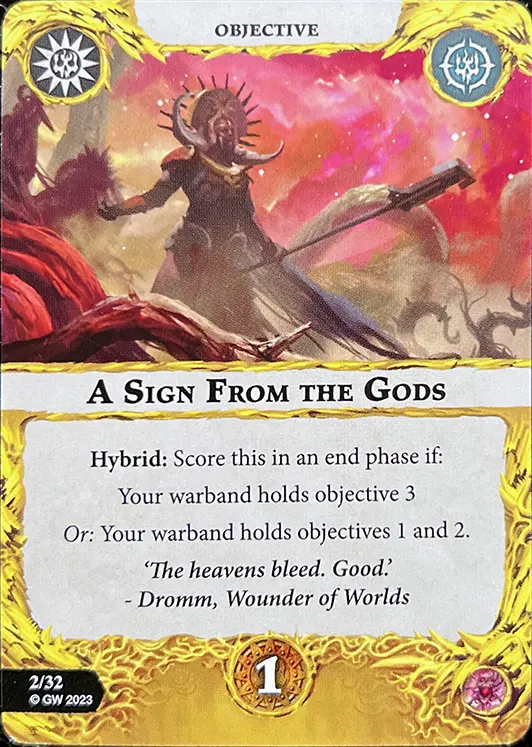 OBJECTIVE
A Sign From the Gods
Hybrid: Score this in an end phase if:
Your warband holds objective 3
Or: Your warband holds objectives 1 and 2.
‘The heavens bleed. Good.’
- Dromm, Wounder of Worlds
1
2/32
© GW 2023